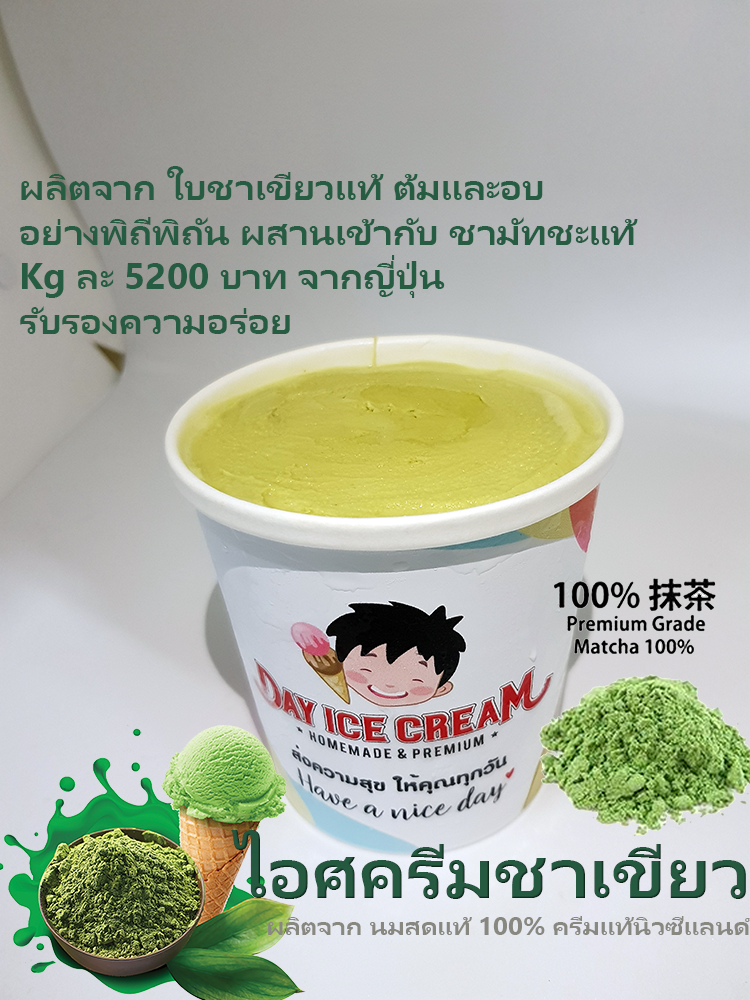 ผลิตจาก ใบชาเขียวแท้ ต้มและอบ
อย่างพิถีพิถัน ผสานเข้ากับ ชามัทชะแท้
Kg ละ 5200 บาท จากญี่ปุ่น
รับรองความอร่อย
100% 抹茶
Premium Grade
Matcha 100%
DAY ICE CREAM
* HOMEMADE & PREMIUM *
ส่งความสุข ให้คุณทุกวัน
Have a nice day
ไอศครีมชาเขียว
ผลิตจาก นมสดแท้ 100% ครีมแท้นิวซีแลนด์